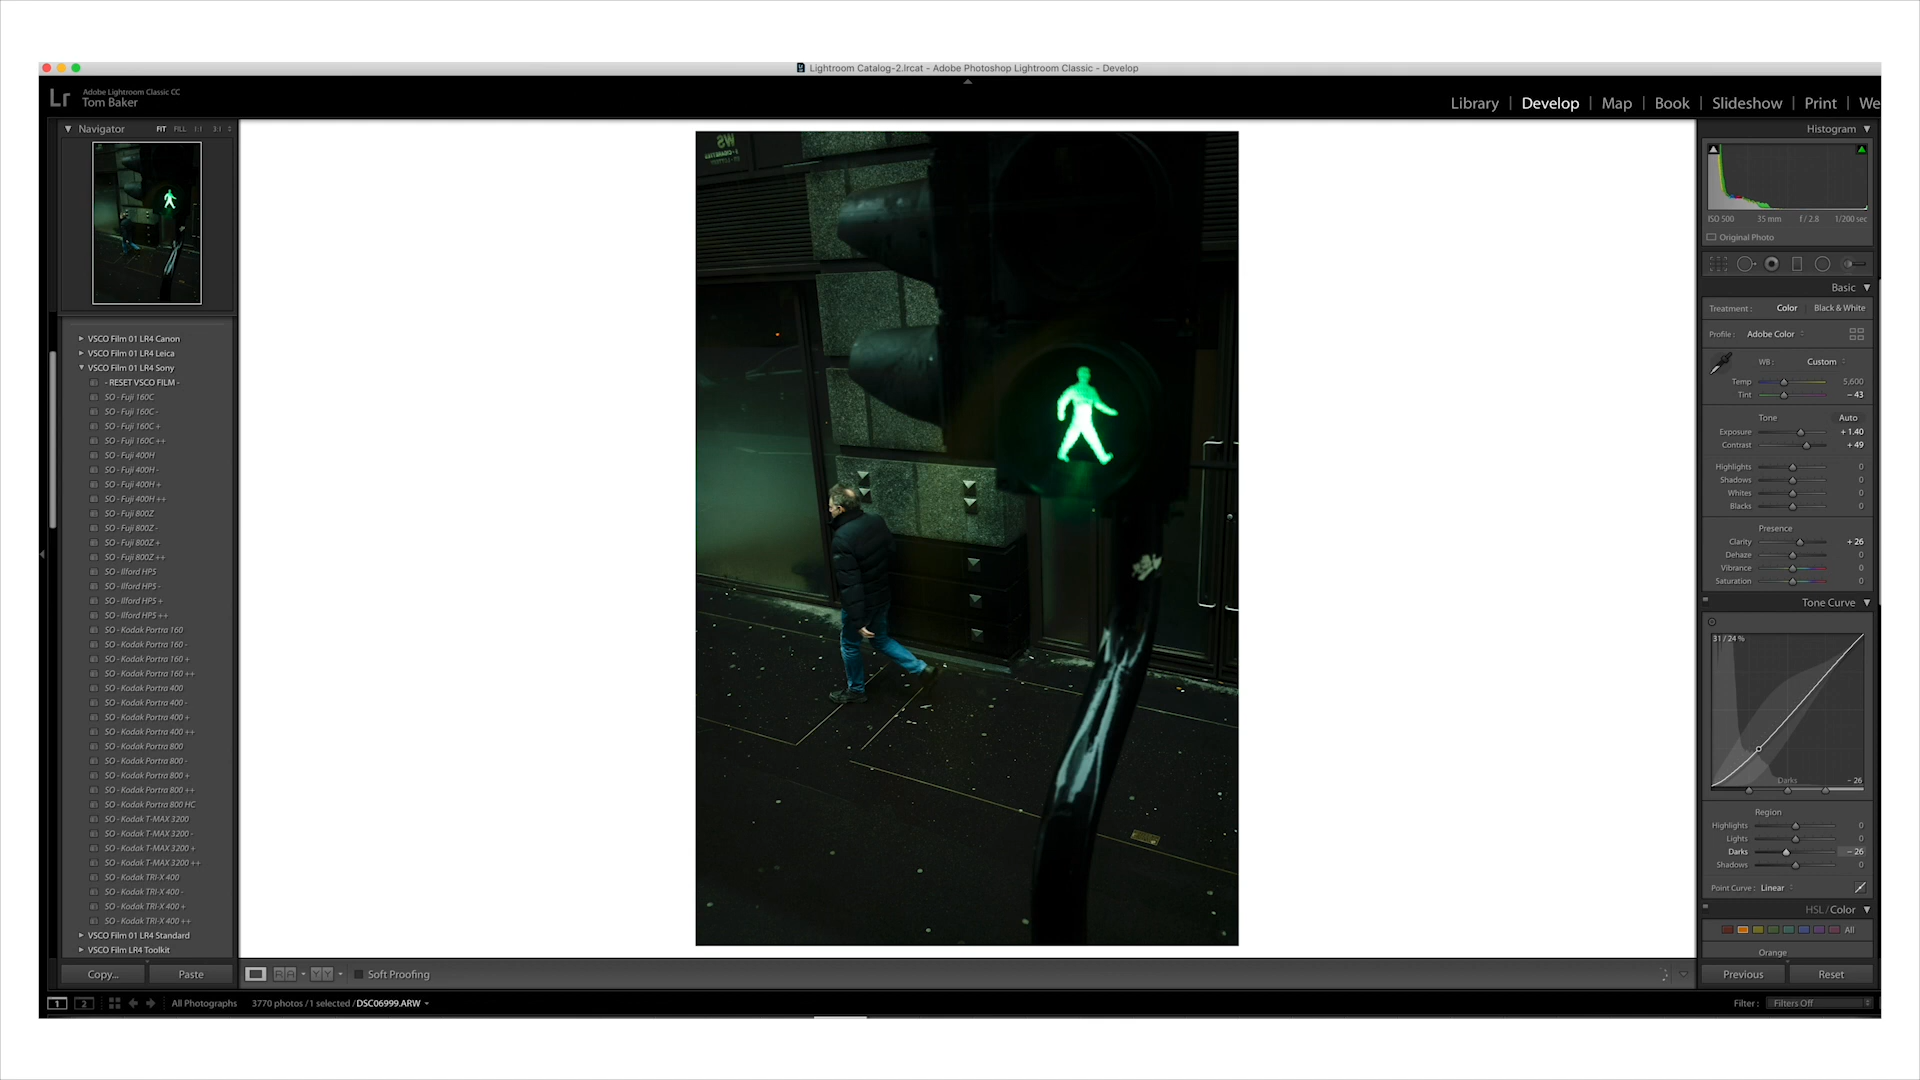 Lightroom Catalog-2.lrcat - Adobe Photoshop Lightroom Classic - Develop
Lr
Adobe Lightroom Classic CC
Tom Baker
Library | Develop | Map | Book | Slideshow | Print | We
Navigator
FIT FILL 1:1 3:1
VSCO Film 01 LR4 Canon
VSCO Film 01 LR4 Leica
VSCO Film 01 LR4 Sony
- RESET VSCO FILM -
SO - Fuji 160C
SO - Fuji 160C -
SO - Fuji 160C +
SO - Fuji 160C ++
SO - Fuji 400H
SO - Fuji 400H -
SO - Fuji 400H +
SO - Fuji 400H ++
SO - Fuji 800Z
SO - Fuji 800Z -
SO - Fuji 800Z +
SO - Fuji 800Z ++
SO - Ilford HP5
SO - Ilford HP5 -
SO - Ilford HP5 +
SO - Ilford HP5 ++
SO - Kodak Portra 160
SO - Kodak Portra 160 -
SO - Kodak Portra 160 +
SO - Kodak Portra 160 ++
SO - Kodak Portra 400
SO - Kodak Portra 400 -
SO - Kodak Portra 400 +
SO - Kodak Portra 400 ++
SO - Kodak Portra 800
SO - Kodak Portra 800 -
SO - Kodak Portra 800 +
SO - Kodak Portra 800 ++
SO - Kodak Portra 800 HC
SO - Kodak T-MAX 3200
SO - Kodak T-MAX 3200 -
SO - Kodak T-MAX 3200 +
SO - Kodak T-MAX 3200 ++
SO - Kodak TRI-X 400
SO - Kodak TRI-X 400 -
SO - Kodak TRI-X 400 +
SO - Kodak TRI-X 400 ++
VSCO Film 01 LR4 Standard
VSCO Film LR4 Toolkit
Copy... Paste
Soft Proofing
1 2 All Photographs 3770 photos / 1 selected / DSC06999.ARW
Histogram
ISO 500 35 mm f / 2.8 1/200 sec
Original Photo
Basic
Treatment : Color Black & White
Profile : Adobe Color
WB : Custom
Temp 5,600
Tint - 43
Tone Auto
Exposure + 1.40
Contrast + 49
Highlights 0
Shadows 0
Whites 0
Blacks 0
Presence
Clarity + 26
Dehaze 0
Vibrance 0
Saturation 0
Tone Curve
31 / 24 %
Darks - 26
Region
Highlights 0
Lights 0
Darks - 26
Shadows 0
Point Curve : Linear
HSL / Color
All
Orange
Previous Reset
Filter : Filters Off